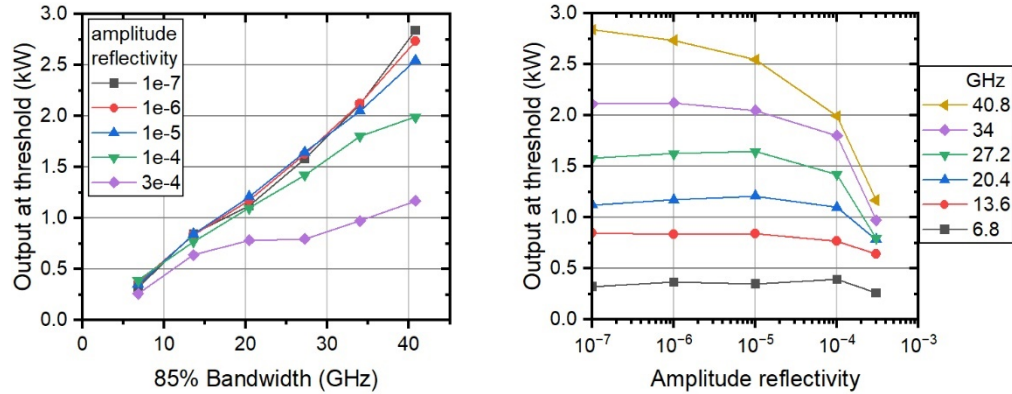 Output at threshold (kW)
3.0
2.5
2.0
1.5
1.0
0.5
0.0
amplitude
reflectivity
1e-7
1e-6
1e-5
1e-4
3e-4
0 10 20 30 40
85% Bandwidth (GHz)
Output at threshold (kW)
3.0
2.5
2.0
1.5
1.0
0.5
0.0
10⁻⁷ 10⁻⁶ 10⁻⁵ 10⁻⁴ 10⁻³
Amplitude reflectivity
GHz
40.8
34
27.2
20.4
13.6
6.8